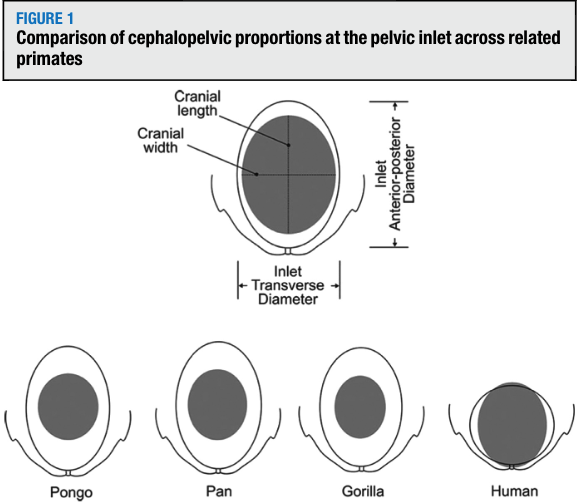 FIGURE 1
Comparison of cephalopelvic proportions at the pelvic inlet across related
primates
Cranial
length
Cranial
width
Inlet
Anterior-posterior
Diameter
Inlet
Transverse
Diameter
Pongo
Pan
Gorilla
Human